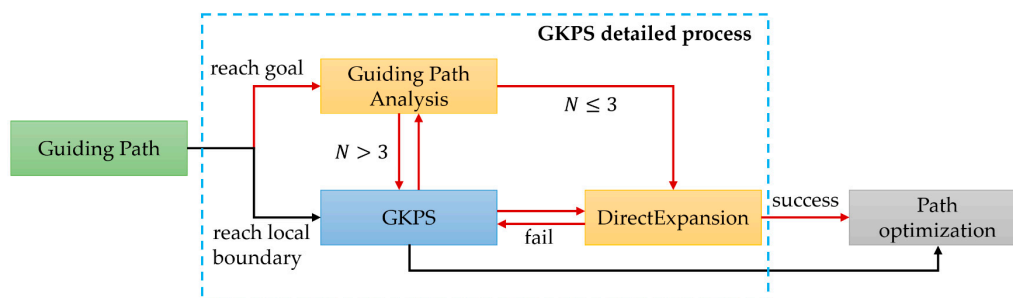 GKPS detailed process
reach goal
Guiding Path
Analysis
N ≤ 3
Guiding Path
N > 3
GKPS
DirectExpansion
success
Path
optimization
reach local
boundary
fail